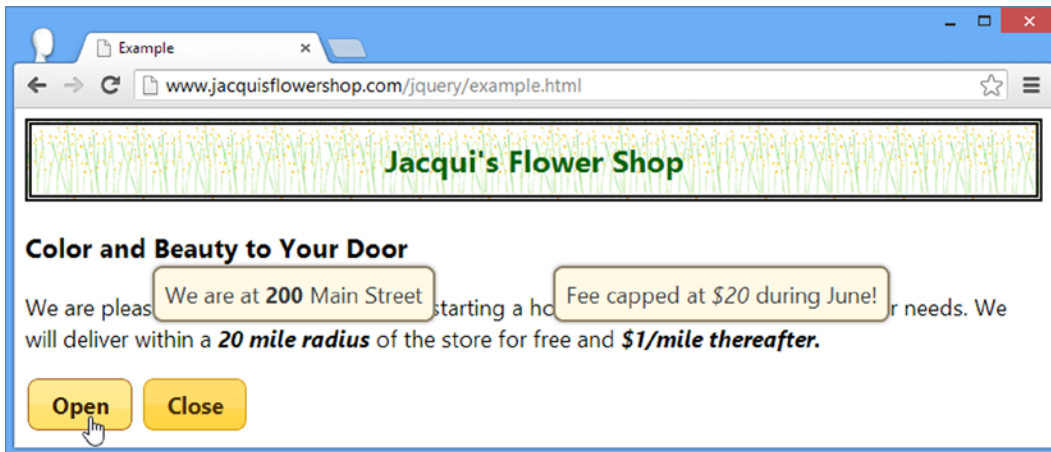 Example
www.jacquisflowershop.com/jquery/example.html
Jacqui's Flower Shop
Color and Beauty to Your Door
We are at 200 Main Street
Fee capped at $20 during June!
We are pleas starting a ho r needs. We
will deliver within a 20 mile radius of the store for free and $1/mile thereafter.
Open Close